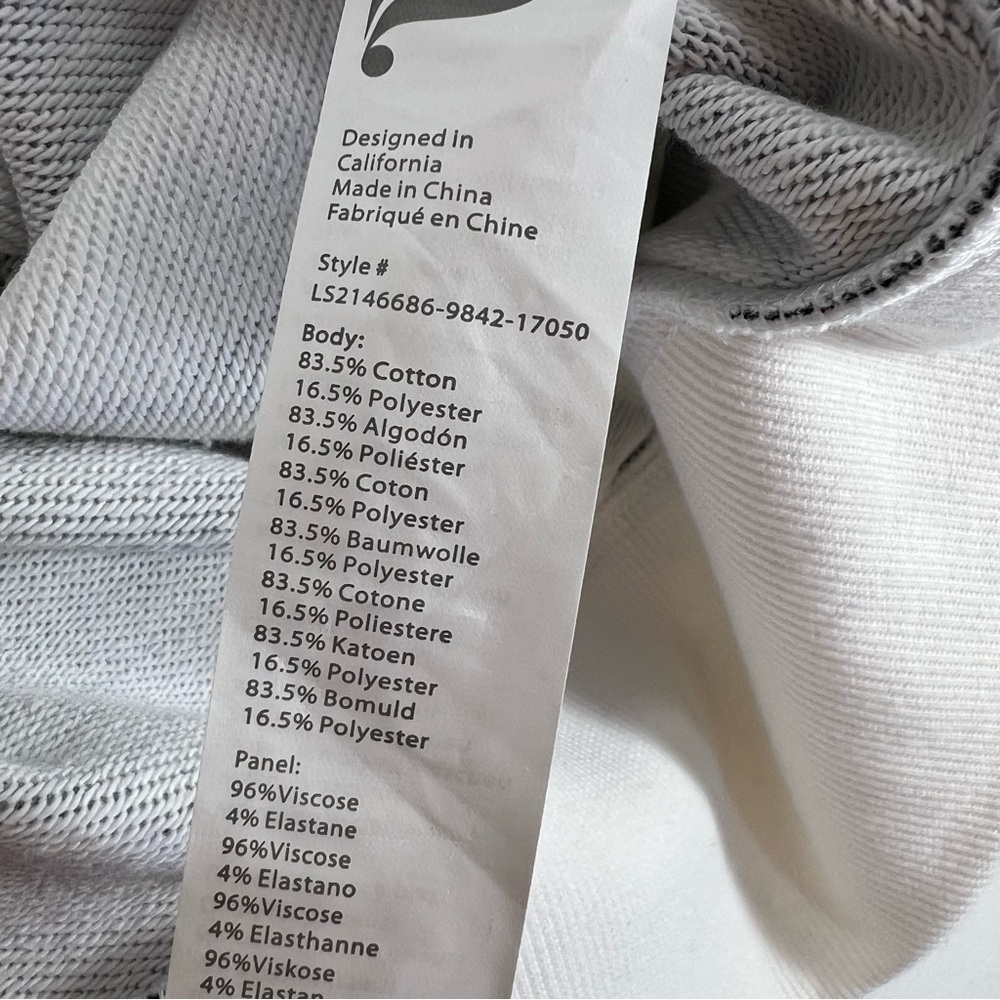 Designed in
California
Made in China
Fabriqué en Chine
Style #
LS2146686-9842-17050
Body:
83.5% Cotton
16.5% Polyester
83.5% Algodón
16.5% Poliéster
83.5% Coton
16.5% Polyester
83.5% Baumwolle
16.5% Polyester
83.5% Cotone
16.5% Poliestere
83.5% Katoen
16.5% Polyester
83.5% Bomuld
16.5% Polyester
Panel:
96%Viscose
4% Elastane
96%Viscose
4% Elastano
96%Viscose
4% Elasthanne
96%Viskose
4% Elastan